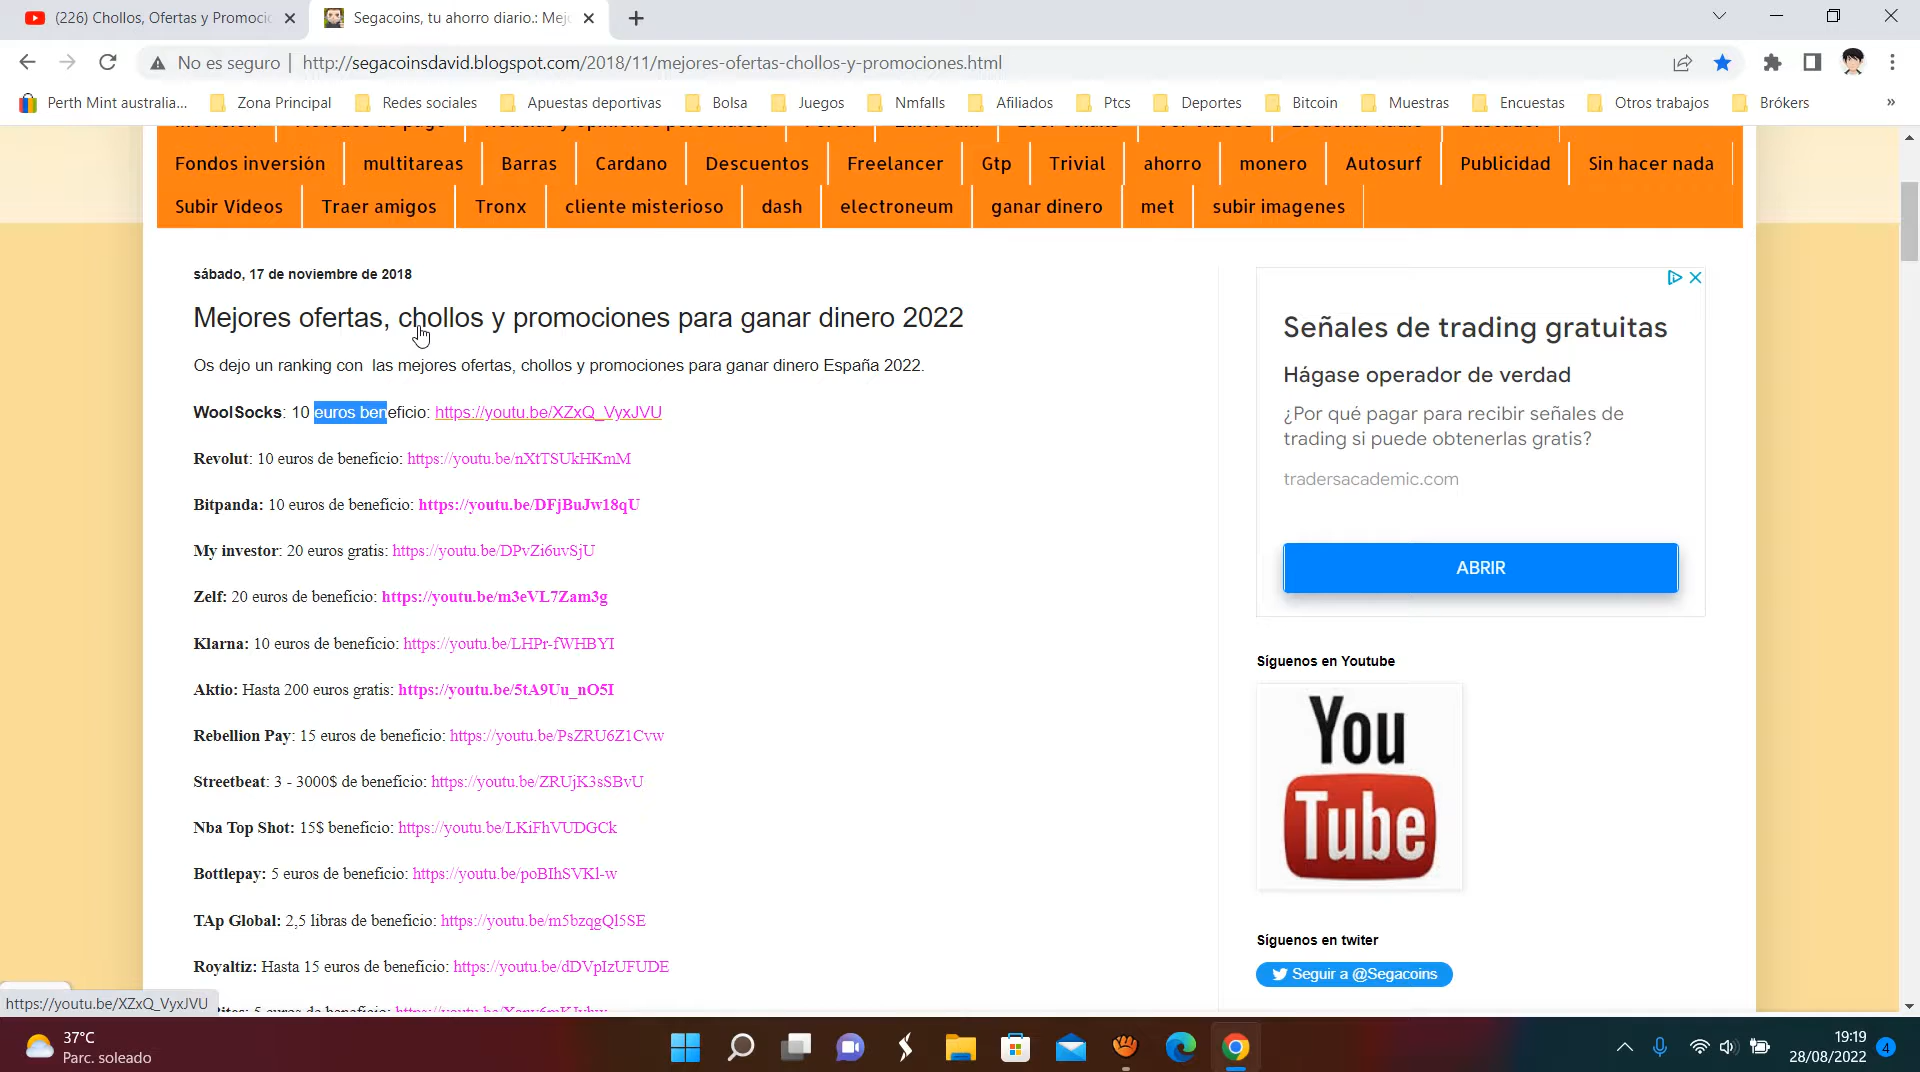 (226) Chollos, Ofertas y Promocio
Segacoins, tu ahorro diario.: Mej
No es seguro | http://segacoinsdavid.blogspot.com/2018/11/mejores-ofertas-chollos-y-promociones.html
Perth Mint australia... Zona Principal Redes sociales Apuestas deportivas Bolsa Juegos Nmfalls Afiliados Ptcs Deportes Bitcoin Muestras Encuestas Otros trabajos Brókers »
Fondos inversión multitareas Barras Cardano Descuentos Freelancer Gtp Trivial ahorro monero Autosurf Publicidad Sin hacer nada
Subir Videos Traer amigos Tronx cliente misterioso dash electroneum ganar dinero met subir imagenes
sábado, 17 de noviembre de 2018
Mejores ofertas, chollos y promociones para ganar dinero 2022
Os dejo un ranking con las mejores ofertas, chollos y promociones para ganar dinero España 2022.
WoolSocks: 10 euros beneficio: https://youtu.be/XZxQ_VyxJVU
Revolut: 10 euros de beneficio: https://youtu.be/nXtTSUkHKmM
Bitpanda: 10 euros de beneficio: https://youtu.be/DFjBuJw18qU
My investor: 20 euros gratis: https://youtu.be/DPvZi6uvSjU
Zelf: 20 euros de beneficio: https://youtu.be/m3eVL7Zam3g
Klarna: 10 euros de beneficio: https://youtu.be/LHPr-fWHBYI
Aktio: Hasta 200 euros gratis: https://youtu.be/5tA9Uu_nO5I
Rebellion Pay: 15 euros de beneficio: https://youtu.be/PsZRU6Z1Cvw
Streetbeat: 3 - 3000$ de beneficio: https://youtu.be/ZRUjK3sSBvU
Nba Top Shot: 15$ beneficio: https://youtu.be/LKiFhVUDGCk
Bottlepay: 5 euros de beneficio: https://youtu.be/poBIhSVKl-w
TAp Global: 2,5 libras de beneficio: https://youtu.be/m5bzqgQl5SE
Royaltiz: Hasta 15 euros de beneficio: https://youtu.be/dDVpIzUFUDE
https://youtu.be/XZxQ_VyxJVU
Señales de trading gratuitas
Hágase operador de verdad
¿Por qué pagar para recibir señales de
trading si puede obtenerlas gratis?
tradersacademic.com
ABRIR
Síguenos en Youtube
You
Tube
Síguenos en twiter
Seguir a @Segacoins
37°C
Parc. soleado
19:19
28/08/2022
4